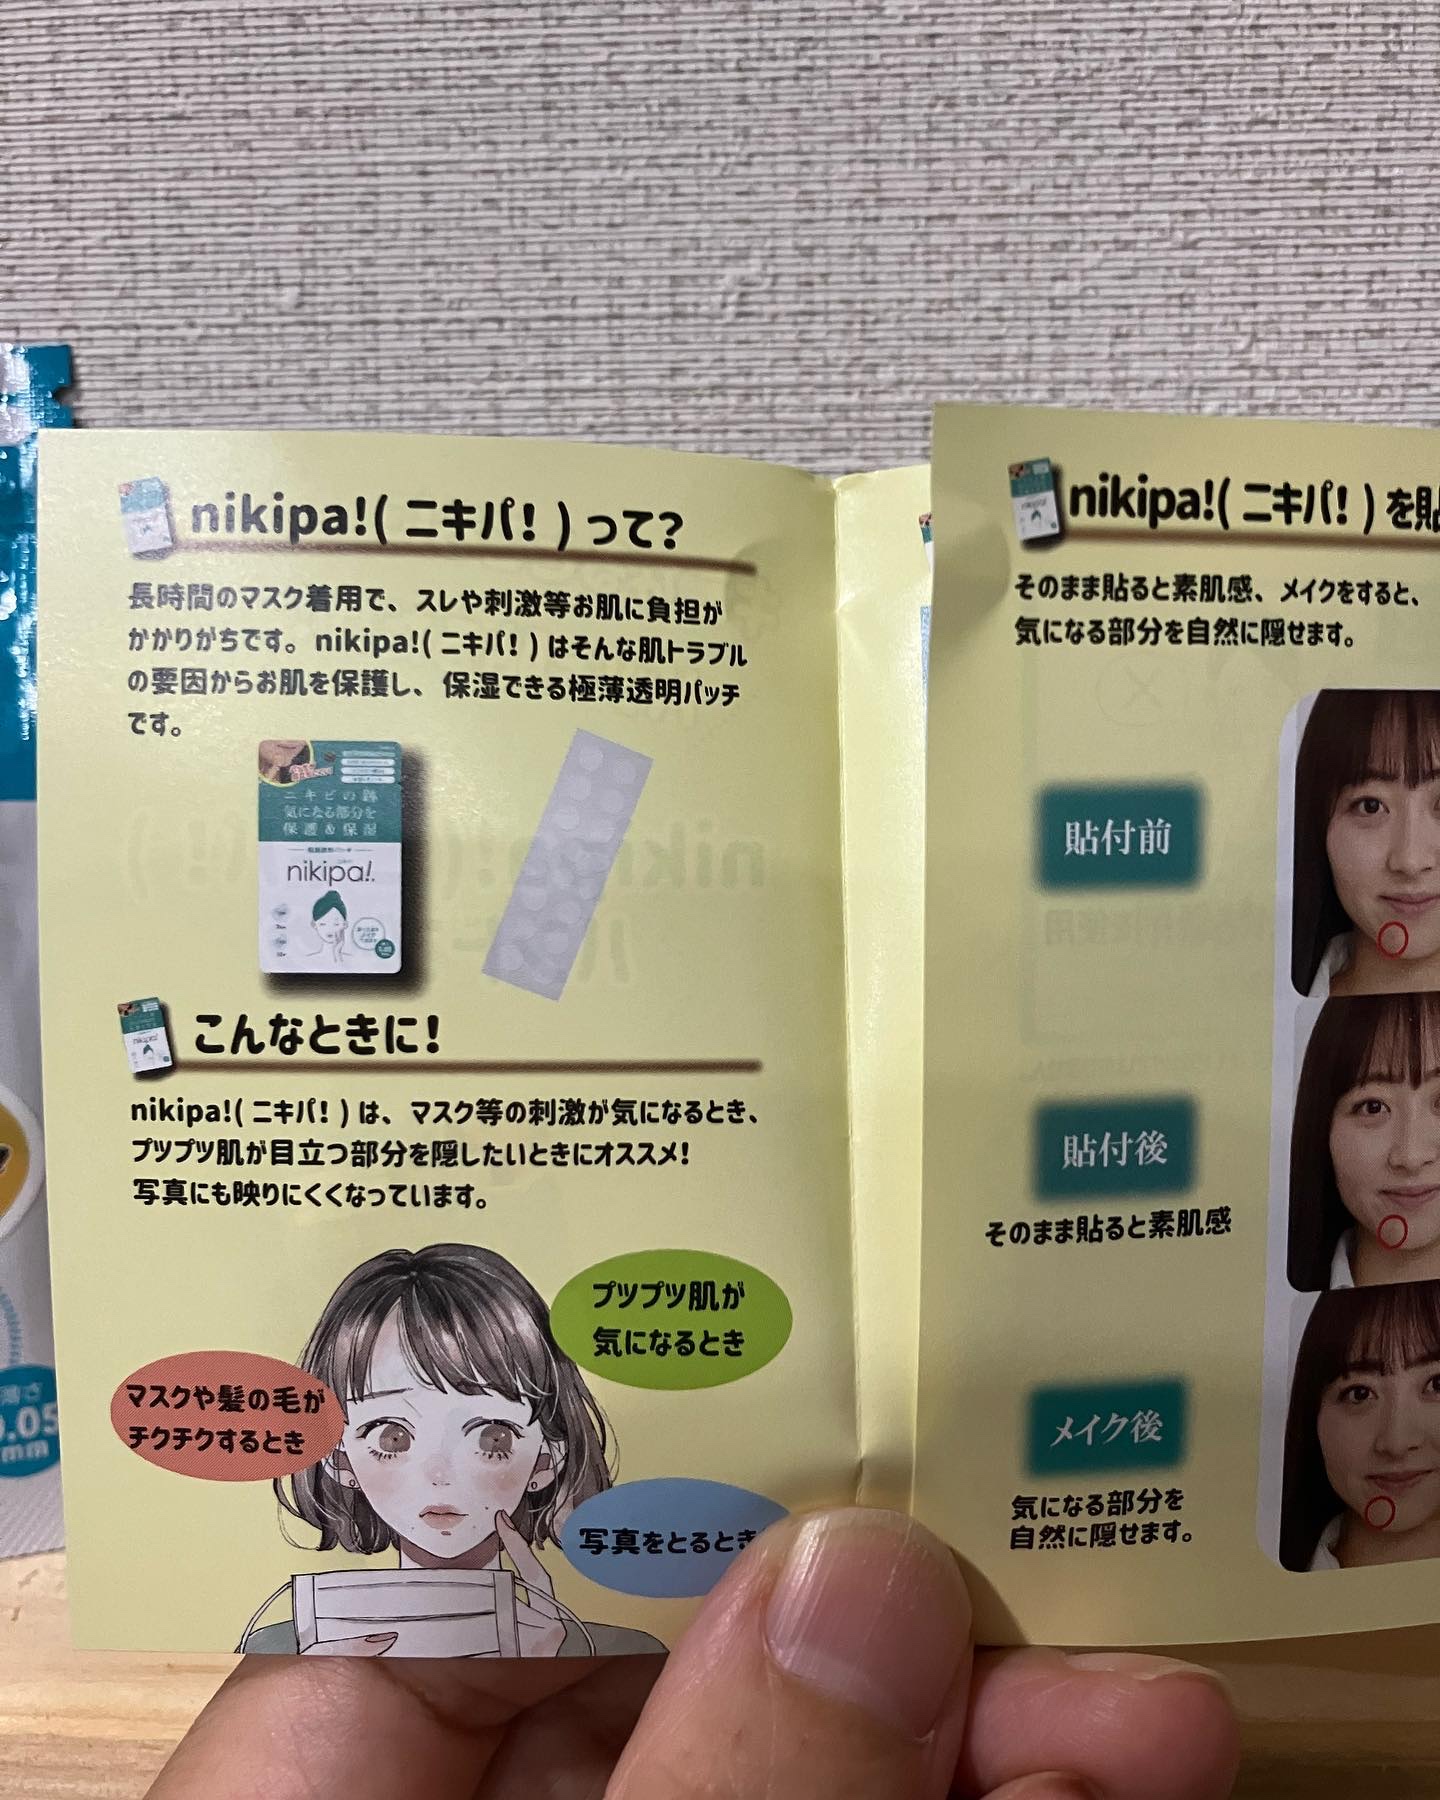 nikipa!( ニキパ! ) って?
長時間のマスク着用で、スレや刺激等お肌に負担が
かかりがちです。nikipa!( ニキパ! ) はそんな肌トラブル
の要因からお肌を保護し、保湿できる極薄透明パッチ
です。
ニキビの跡
気になる部分を
保護&保湿
nikipa!.
こんなときに!
nikipa!( ニキパ! ) は、マスク等の刺激が気になるとき、
プツプツ肌が目立つ部分を隠したいときにオススメ!
写真にも映りにくくなっています。
プツプツ肌が
気になるとき
マスクや髪の毛が
チクチクするとき
写真をとるとき
nikipa!( ニキパ! ) を貼
そのまま貼ると素肌感、メイクをすると、
気になる部分を自然に隠せます。
貼付前
貼付後
そのまま貼ると素肌感
メイク後
気になる部分を
自然に隠せます。
薄さ
0.05
mm